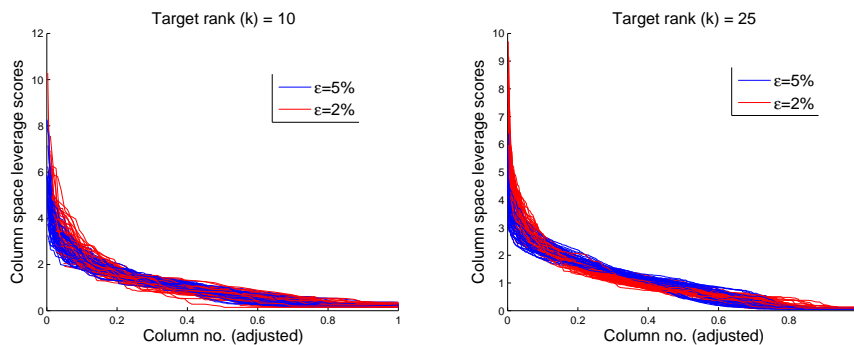 Target rank (k) = 10
12
10
8
6
4
2
0
Column space leverage scores
ε=5%
ε=2%
0
0.2
0.4
0.6
0.8
1
Column no. (adjusted)
Target rank (k) = 25
10
9
8
7
6
5
4
3
2
1
0
Column space leverage scores
ε=5%
ε=2%
0
0.2
0.4
0.6
0.8
Column no. (adjusted)